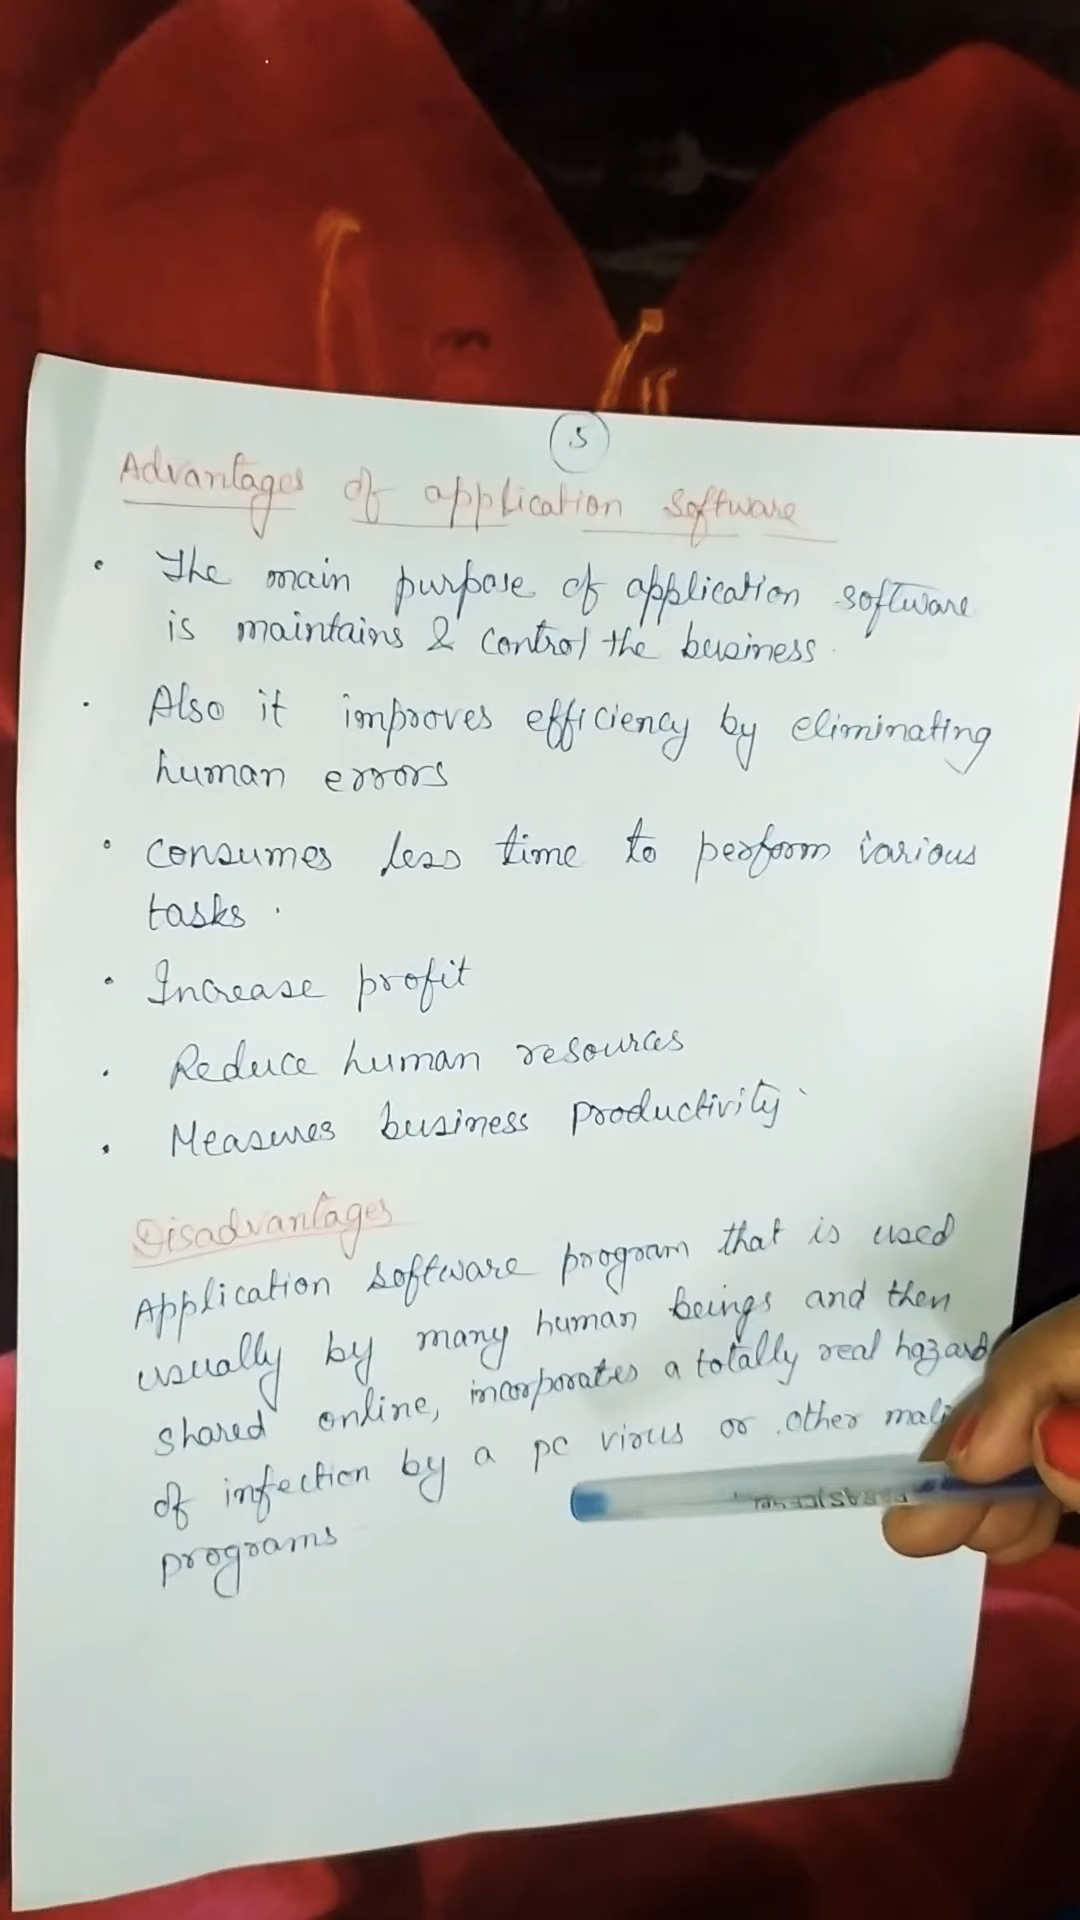 5
Advantages of application software
• The main purpose of application software
is maintains & control the business.
• Also it improves efficiency by eliminating
human errors
• consumes less time to perform various
tasks.
• Increase profit
• Reduce human resources
• Measures business productivity.
Disadvantages
Application software program that is used
usually by many human beings and then
shared online, incorporates a totally real hazard
of infection by a pc virus or other
programs